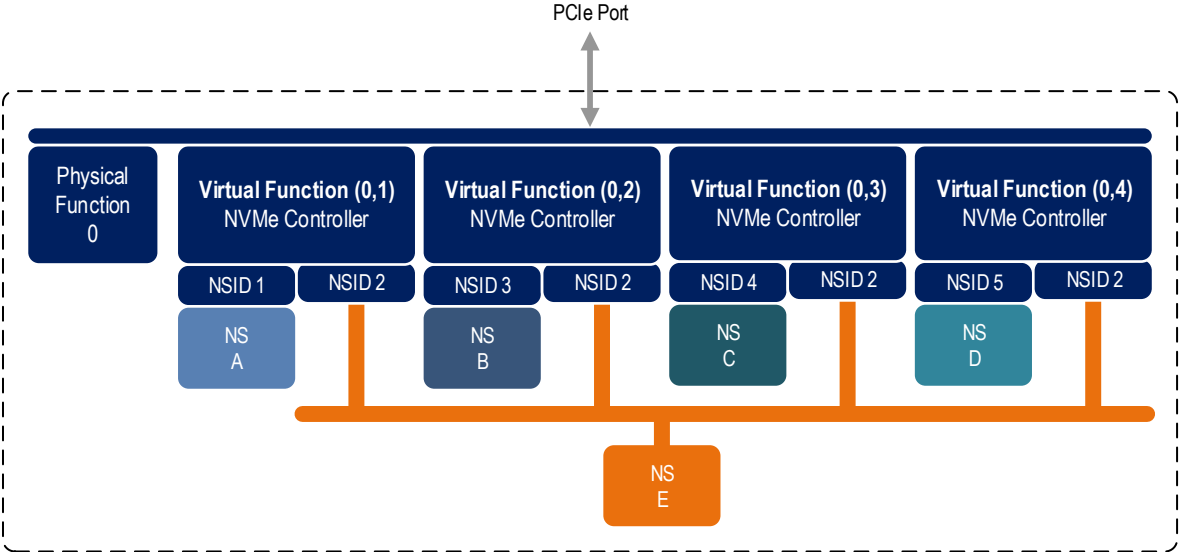 PCIe Port
Physical
Function
0
Virtual Function (0,1)
NVMe Controller
Virtual Function (0,2)
NVMe Controller
Virtual Function (0,3)
NVMe Controller
Virtual Function (0,4)
NVMe Controller
NSID 1
NSID 2
NSID 3
NSID 2
NSID 4
NSID 2
NSID 5
NSID 2
NS
A
NS
B
NS
C
NS
D
NS
E